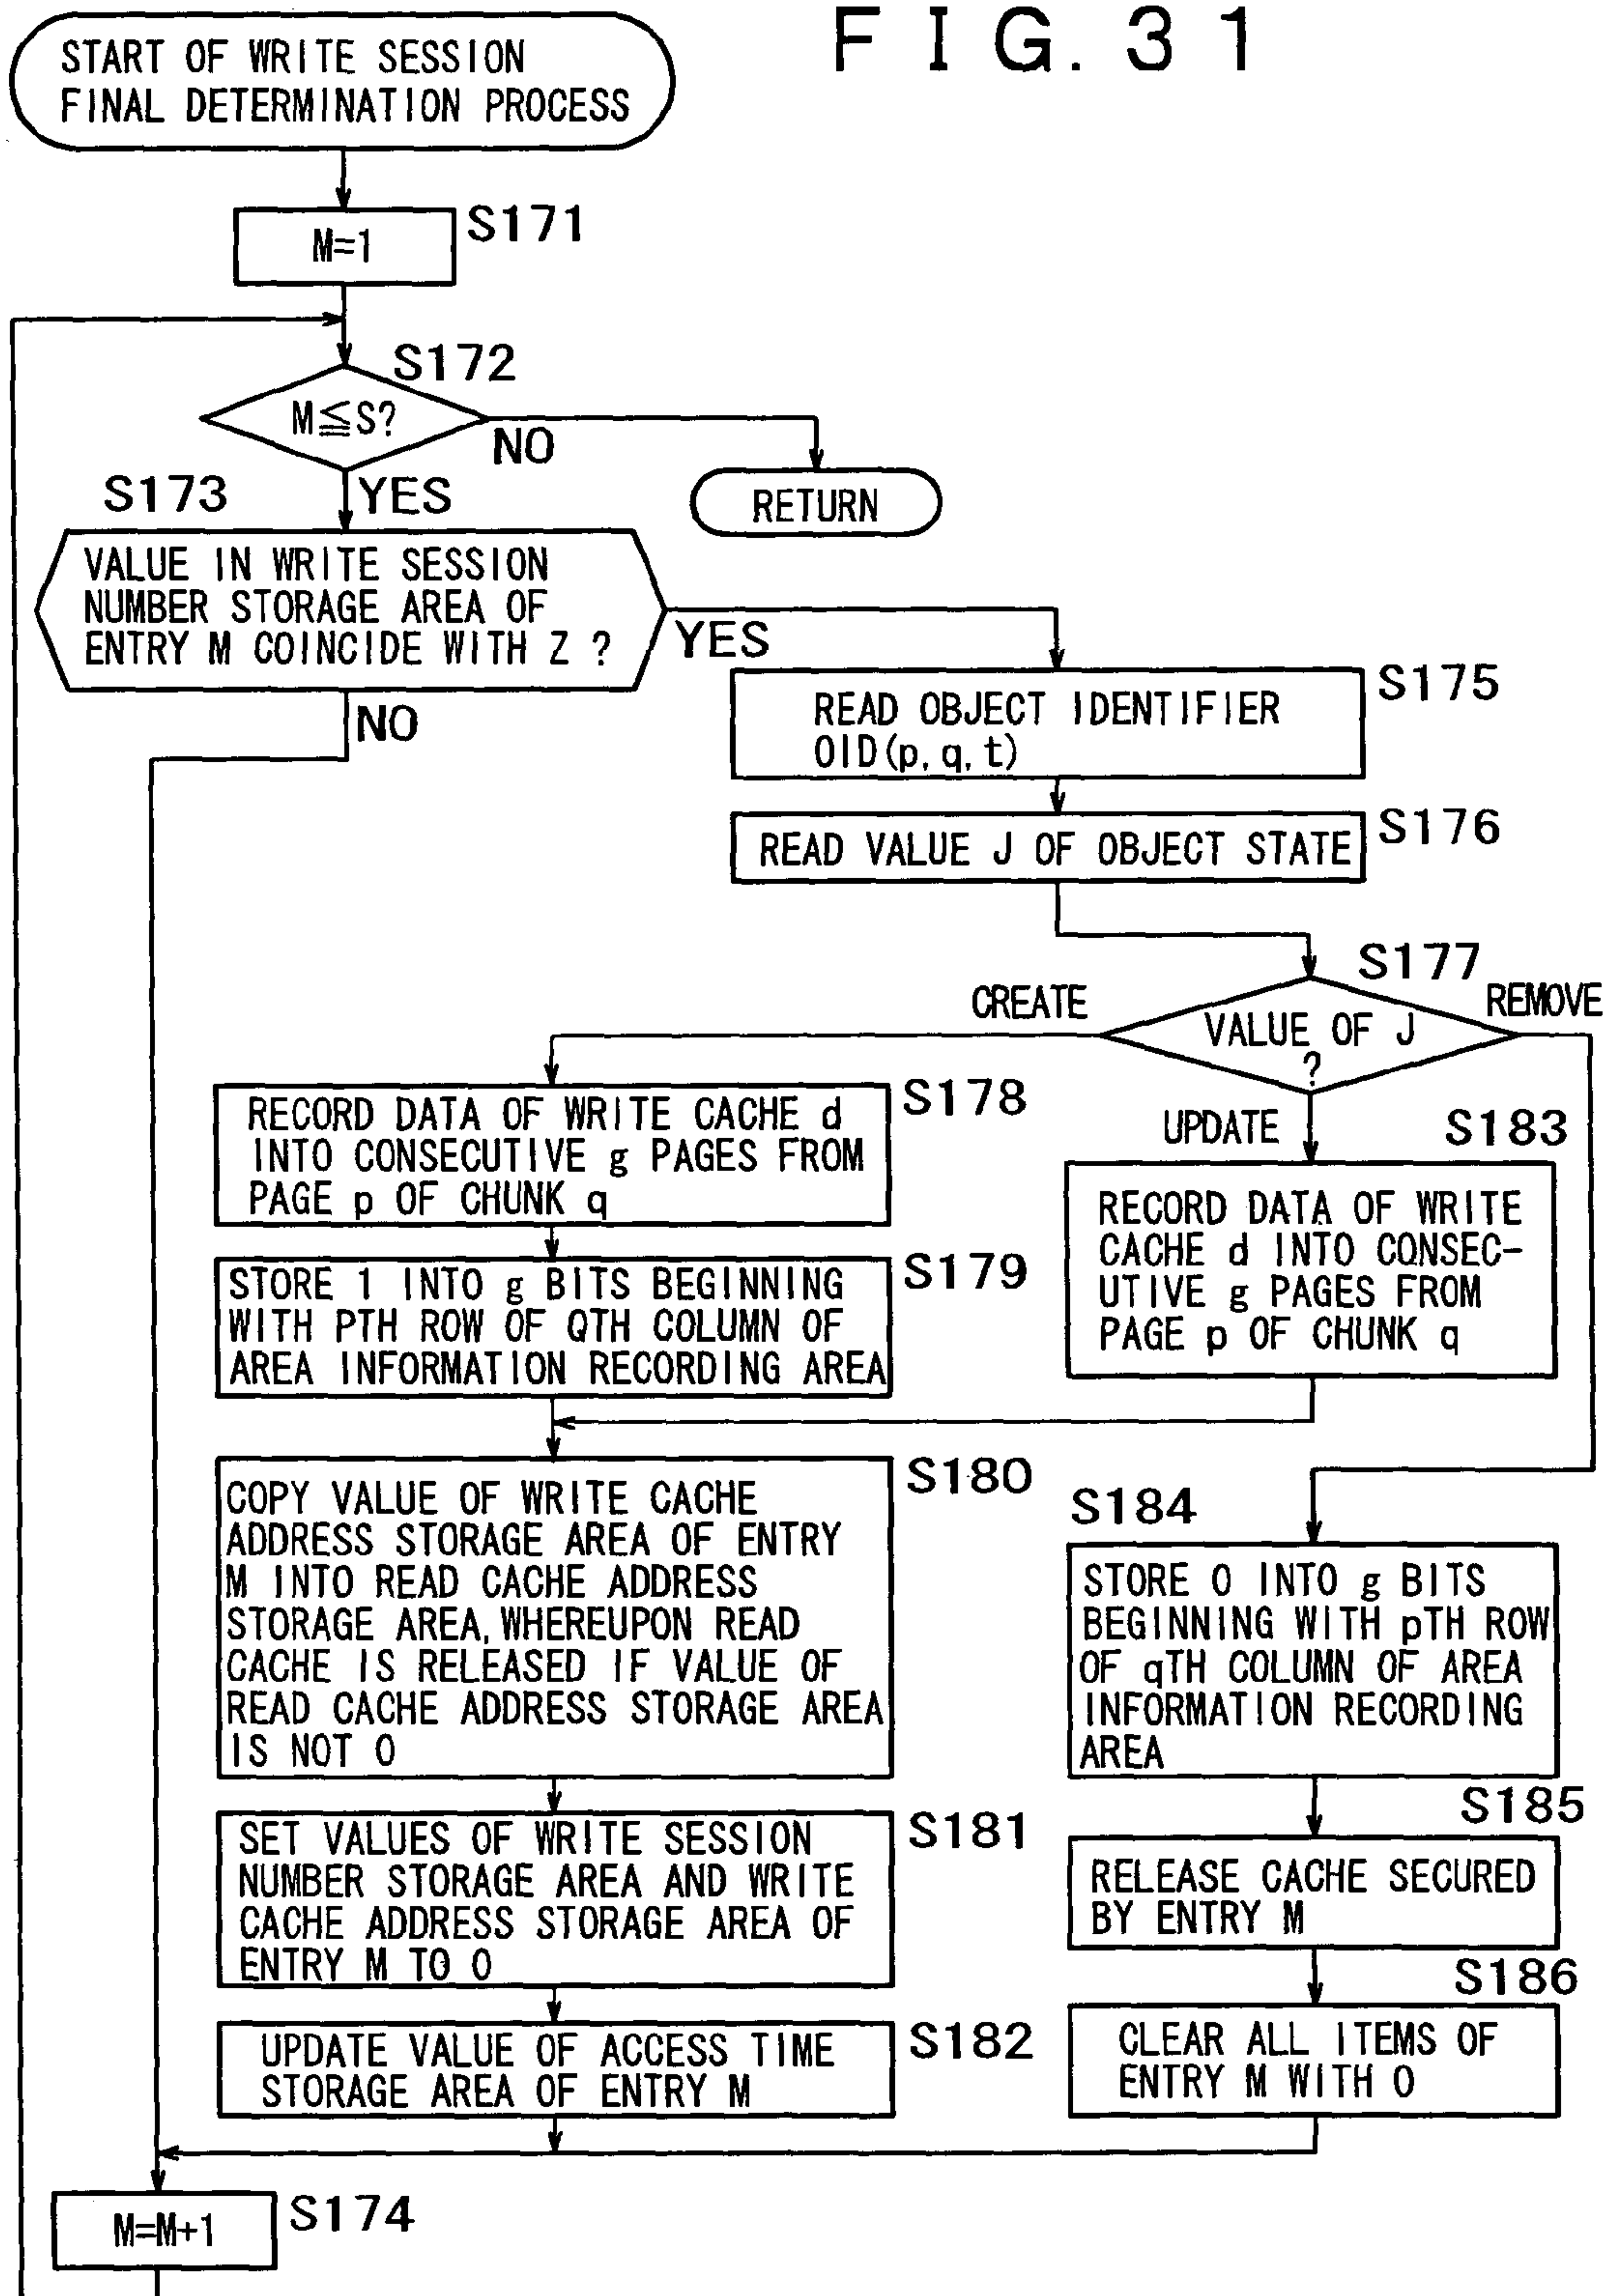 FIG.31
START OF WRITE SESSION
FINAL DETERMINATION PROCESS
M=1
S171
S172
M≦S?
NO
RETURN
S173
YES
VALUE IN WRITE SESSION
NUMBER STORAGE AREA OF
ENTRY M COINCIDE WITH Z ?
YES
NO
S175
READ OBJECT IDENTIFIER
OID(p,q,t)
S176
READ VALUE J OF OBJECT STATE
S177
CREATE
REMOVE
VALUE OF J
?
UPDATE
S178
RECORD DATA OF WRITE CACHE d
INTO CONSECUTIVE g PAGES FROM
PAGE p OF CHUNK q
S183
RECORD DATA OF WRITE
CACHE d INTO CONSEC-
UTIVE g PAGES FROM
PAGE p OF CHUNK q
S179
STORE 1 INTO g BITS BEGINNING
WITH PTH ROW OF QTH COLUMN OF
AREA INFORMATION RECORDING AREA
S180
COPY VALUE OF WRITE CACHE
ADDRESS STORAGE AREA OF ENTRY
M INTO READ CACHE ADDRESS
STORAGE AREA, WHEREUPON READ
CACHE IS RELEASED IF VALUE OF
READ CACHE ADDRESS STORAGE AREA
IS NOT 0
S184
STORE 0 INTO g BITS
BEGINNING WITH pTH ROW
OF qTH COLUMN OF AREA
INFORMATION RECORDING
AREA
S181
SET VALUES OF WRITE SESSION
NUMBER STORAGE AREA AND WRITE
CACHE ADDRESS STORAGE AREA OF
ENTRY M TO 0
S185
RELEASE CACHE SECURED
BY ENTRY M
S182
UPDATE VALUE OF ACCESS TIME
STORAGE AREA OF ENTRY M
S186
CLEAR ALL ITEMS OF
ENTRY M WITH 0
M=M+1
S174